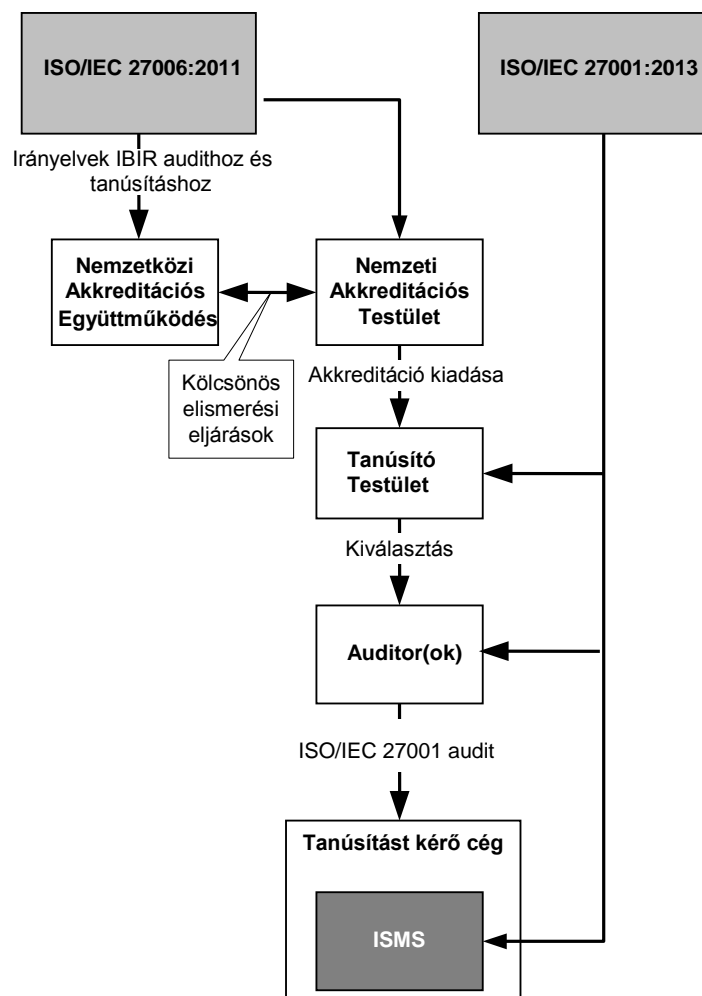 ISO/IEC 27006:2011
ISO/IEC 27001:2013
Irányelvek IBIR audithoz és
tanúsításhoz
Nemzetközi
Akkreditációs
Együttműködés
Nemzeti
Akkreditációs
Testület
Kölcsönös
elismerési
eljárások
Akkreditáció kiadása
Tanúsító
Testület
Kiválasztás
Auditor(ok)
ISO/IEC 27001 audit
Tanúsítást kérő cég
ISMS